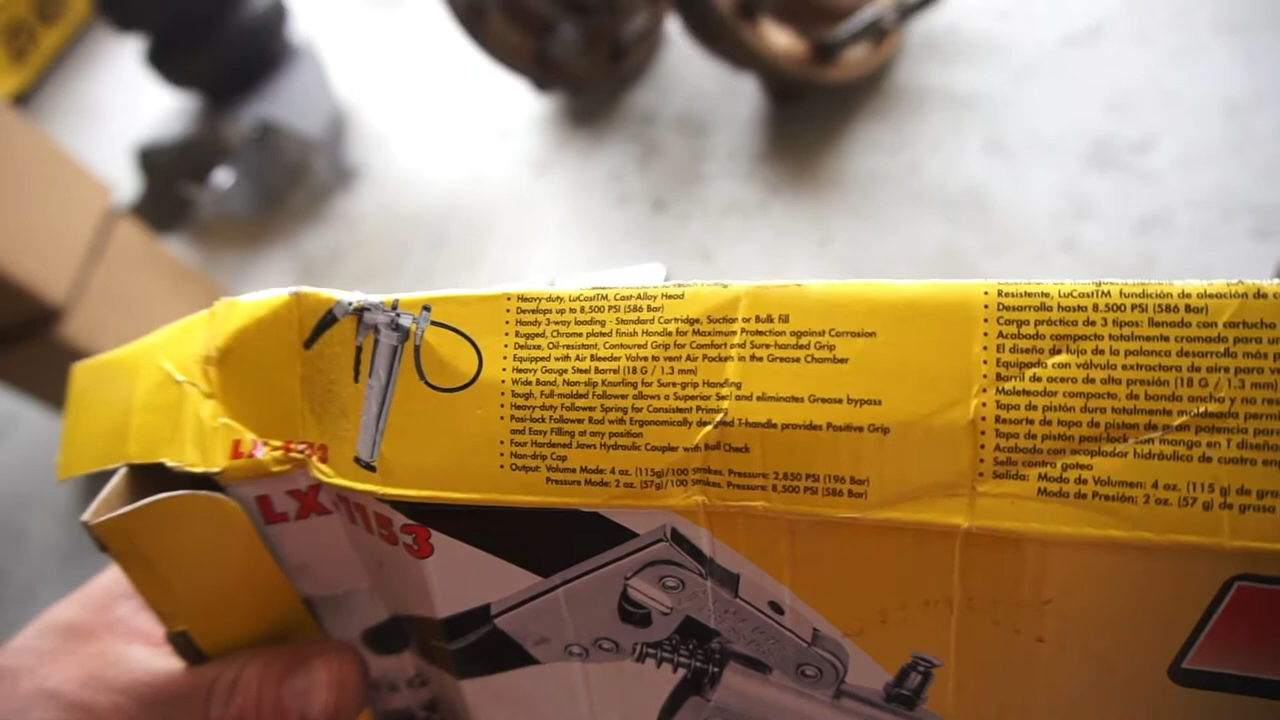 • Heavy-duty, LuCastTM, Cast-Alloy Head
• Develops up to 8,500 PSI (586 Bar)
• Handy 3-way loading - Standard Cartridge, Suction or Bulk fill
• Rugged, Chrome plated finish Handle for Maximum Protection against Corrosion
• Deluxe, Oil-resistant, Contoured Grip for Comfort and Sure-handed Grip
• Equipped with Air Bleeder Valve to vent Air Pockets in the Grease Chamber
• Heavy Gauge Steel Barrel (18 G / 1.3 mm)
• Wide Band, Non-slip Knurling for Sure-grip Handling
• Tough, Full-molded Follower allows a Superior Seal and eliminates Grease bypass
• Heavy-duty Follower Spring for Consistent Priming
• Posi-lock Follower Rod with Ergonomically designed T-handle provides Positive Grip
and Easy Filling at any position
• Four Hardened Jaws Hydraulic Coupler with Ball Check
• Non-drip Cap
• Output: Volume Mode: 4 oz. (115g)/100 strokes. Pressure: 2,850 PSI (196 Bar)
Pressure Mode: 2 oz. (57g)/100 strokes. Pressure: 8,500 PSI (586 Bar)
• Resistente, LuCastTM fundición de aleación de
• Desarrolla hasta 8.500 PSI (586 Bar)
• Carga práctica de 3 tipos: llenado con cartucho
• Acabado compacto totalmente cromado para
• El diseño de lujo de la palanca desarrolla más
• Equipado con válvula extractora de aire para
• Barril de acero de alta presión (18 G / 1.3 mm)
• Moleteador compacto, de banda ancho y no
• Tapa de pistón dura totalmente moldeada
• Resorte de tapa de piston de gran potencia para
• Tapa de pistón posi-lock con mango en T
• Acabado con acoplador hidráulico de cuatro
• Sello contra goteo
• Salida: Modo de Volumen: 4 oz. (115 g) de
Modo de Presión: 2 oz. (57 g) de grasa
LX-1153
LX-1153